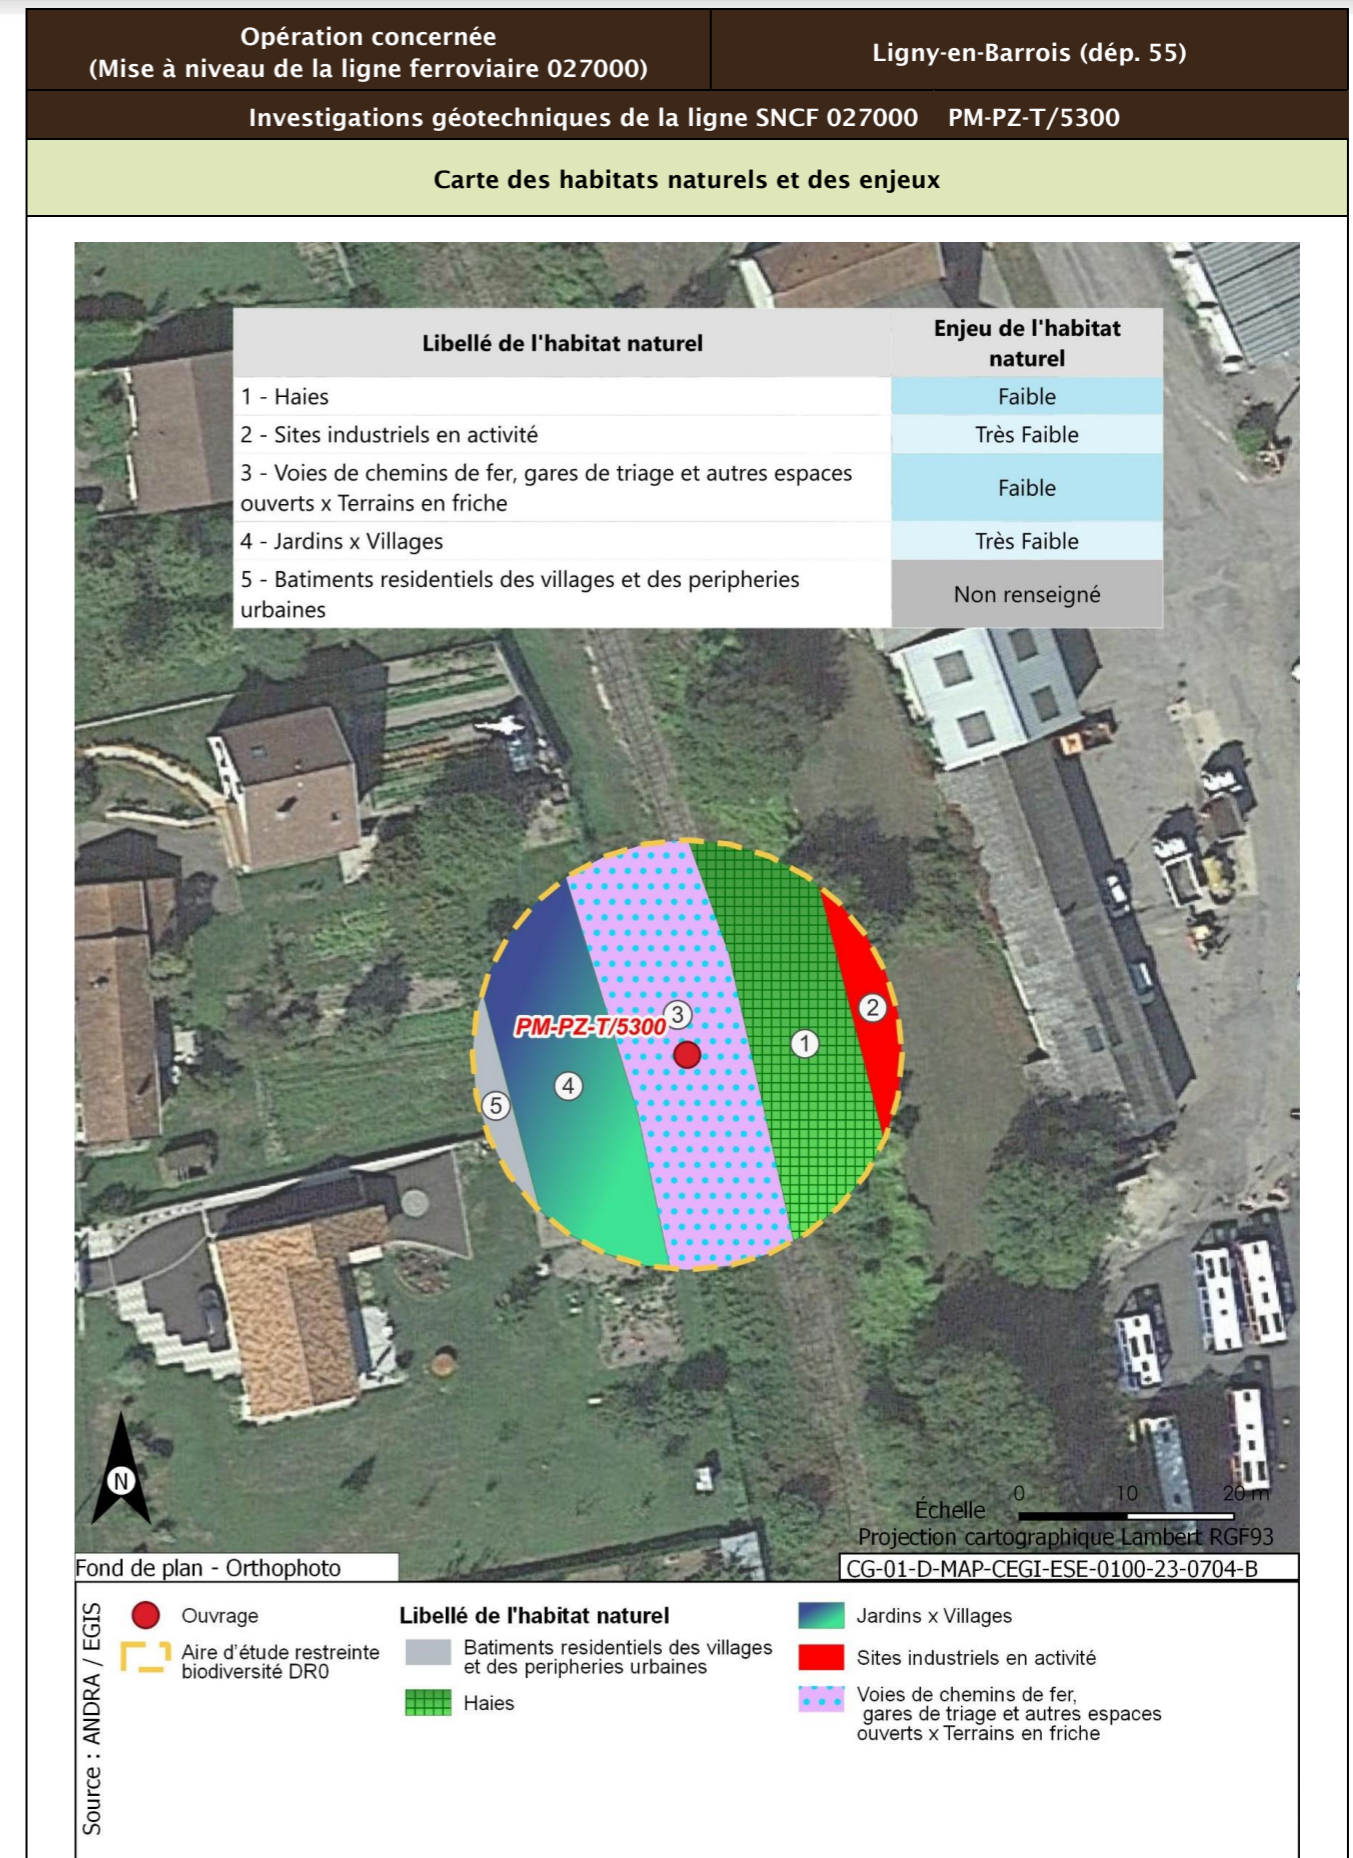 Opération concernée
(Mise à niveau de la ligne ferroviaire 027000)
Ligny-en-Barrois (dép. 55)
Investigations géotechniques de la ligne SNCF 027000 PM-PZ-T/5300
Carte des habitats naturels et des enjeux
Libellé de l'habitat naturel
Enjeu de l'habitat
naturel
1 - Haies
Faible
2 - Sites industriels en activité
Très Faible
3 - Voies de chemins de fer, gares de triage et autres espaces
ouverts x Terrains en friche
Faible
4 - Jardins x Villages
Très Faible
5 - Batiments residentiels des villages et des peripheries
urbaines
Non renseigné
2
PM-PZ-T/5300
3
1
4
5
N
0 10 20 m
Échelle
Projection cartographique Lambert RGF93
Fond de plan - Orthophoto
CG-01-D-MAP-CEGI-ESE-0100-23-0704-B
Source : ANDRA / EGIS
Ouvrage
Aire d'étude restreinte
biodiversité DR0
Libellé de l'habitat naturel
Batiments residentiels des villages
et des peripheries urbaines
Haies
Jardins x Villages
Sites industriels en activité
Voies de chemins de fer,
gares de triage et autres espaces
ouverts x Terrains en friche